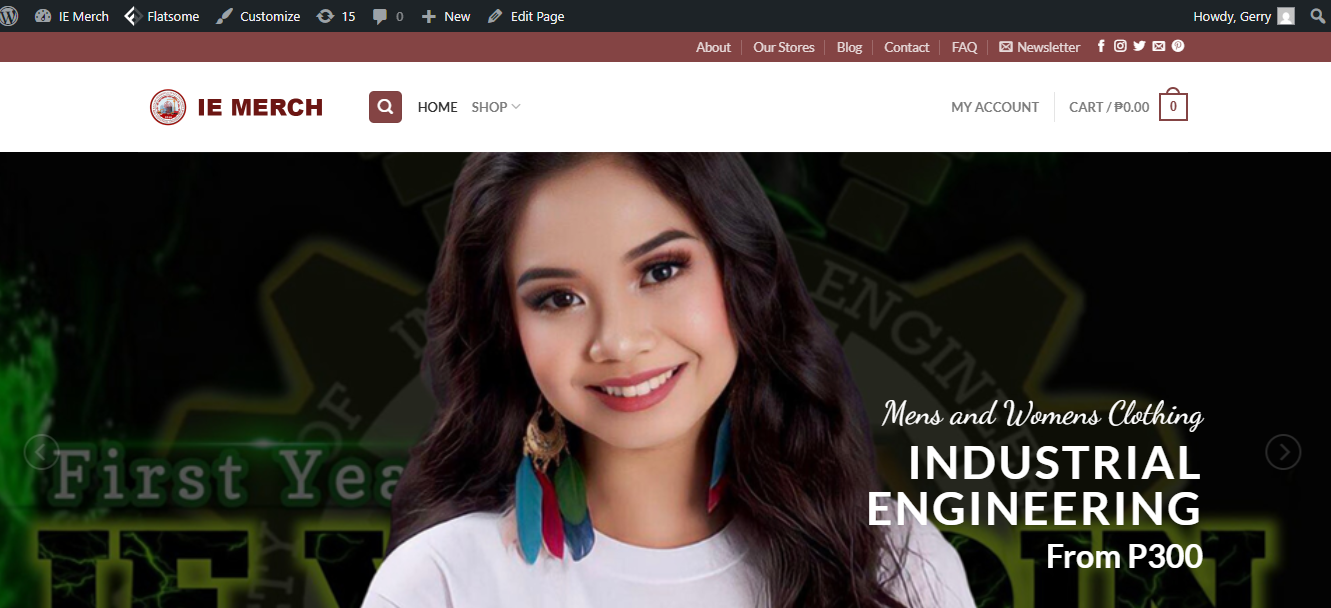 IE Merch Flatsome Customize 15 0 New Edit Page Howdy, Gerry
About Our Stores Blog Contact FAQ Newsletter
IE MERCH HOME SHOP MY ACCOUNT CART / ₱0.00 0
ENGINEER
Mens and Womens Clothing
INDUSTRIAL
ENGINEERING
From P300
First Yea